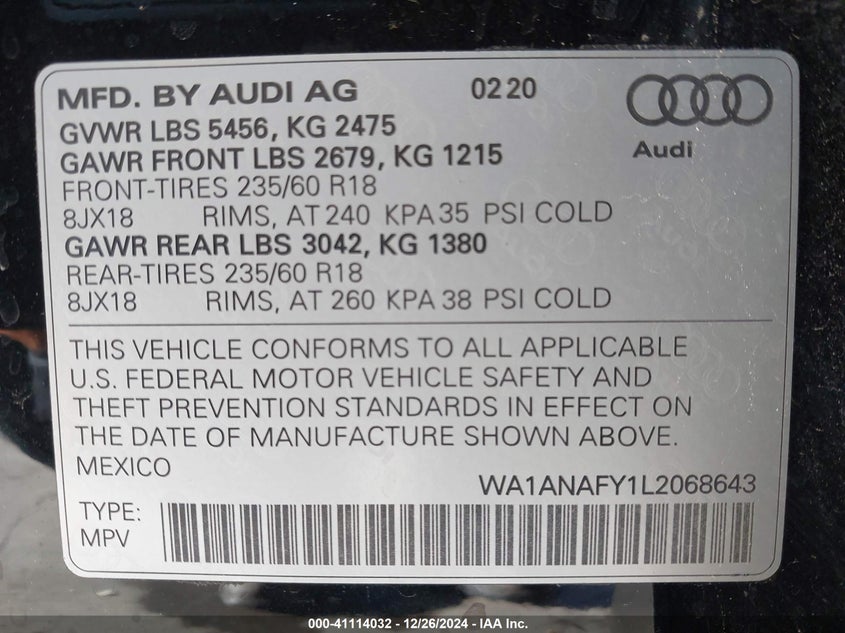 MFD. BY AUDI AG 02 20
GVWR LBS 5456, KG 2475
GAWR FRONT LBS 2679, KG 1215
Audi
FRONT-TIRES 235/60 R18
8JX18 RIMS, AT 240 KPA 35 PSI COLD
GAWR REAR LBS 3042, KG 1380
REAR-TIRES 235/60 R18
8JX18 RIMS, AT 260 KPA 38 PSI COLD
THIS VEHICLE CONFORMS TO ALL APPLICABLE
U.S. FEDERAL MOTOR VEHICLE SAFETY AND
THEFT PREVENTION STANDARDS IN EFFECT ON
THE DATE OF MANUFACTURE SHOWN ABOVE.
MEXICO
WA1ANAFY1L2068643
TYPE:
MPV
000-41114032 - 12/26/2024 - IAA Inc.